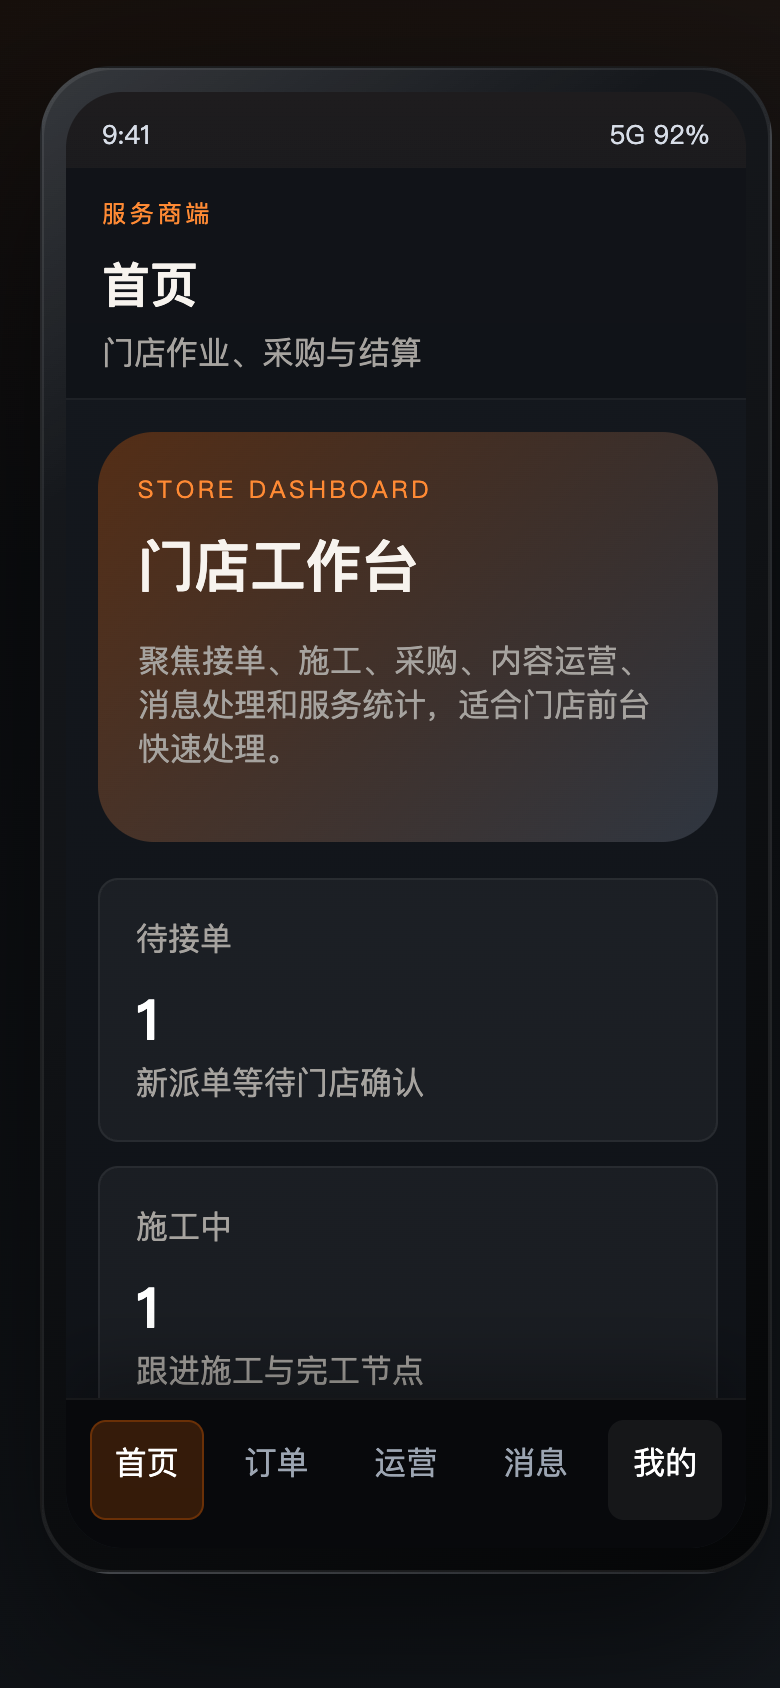 9:41
5G 92%
服务商端
首页
门店作业、采购与结算
STORE DASHBOARD
门店工作台
聚焦接单、施工、采购、内容运营、
消息处理和服务统计，适合门店前台
快速处理。
待接单
1
新派单等待门店确认
施工中
1
跟进施工与完工节点
首页
订单
运营
消息
我的